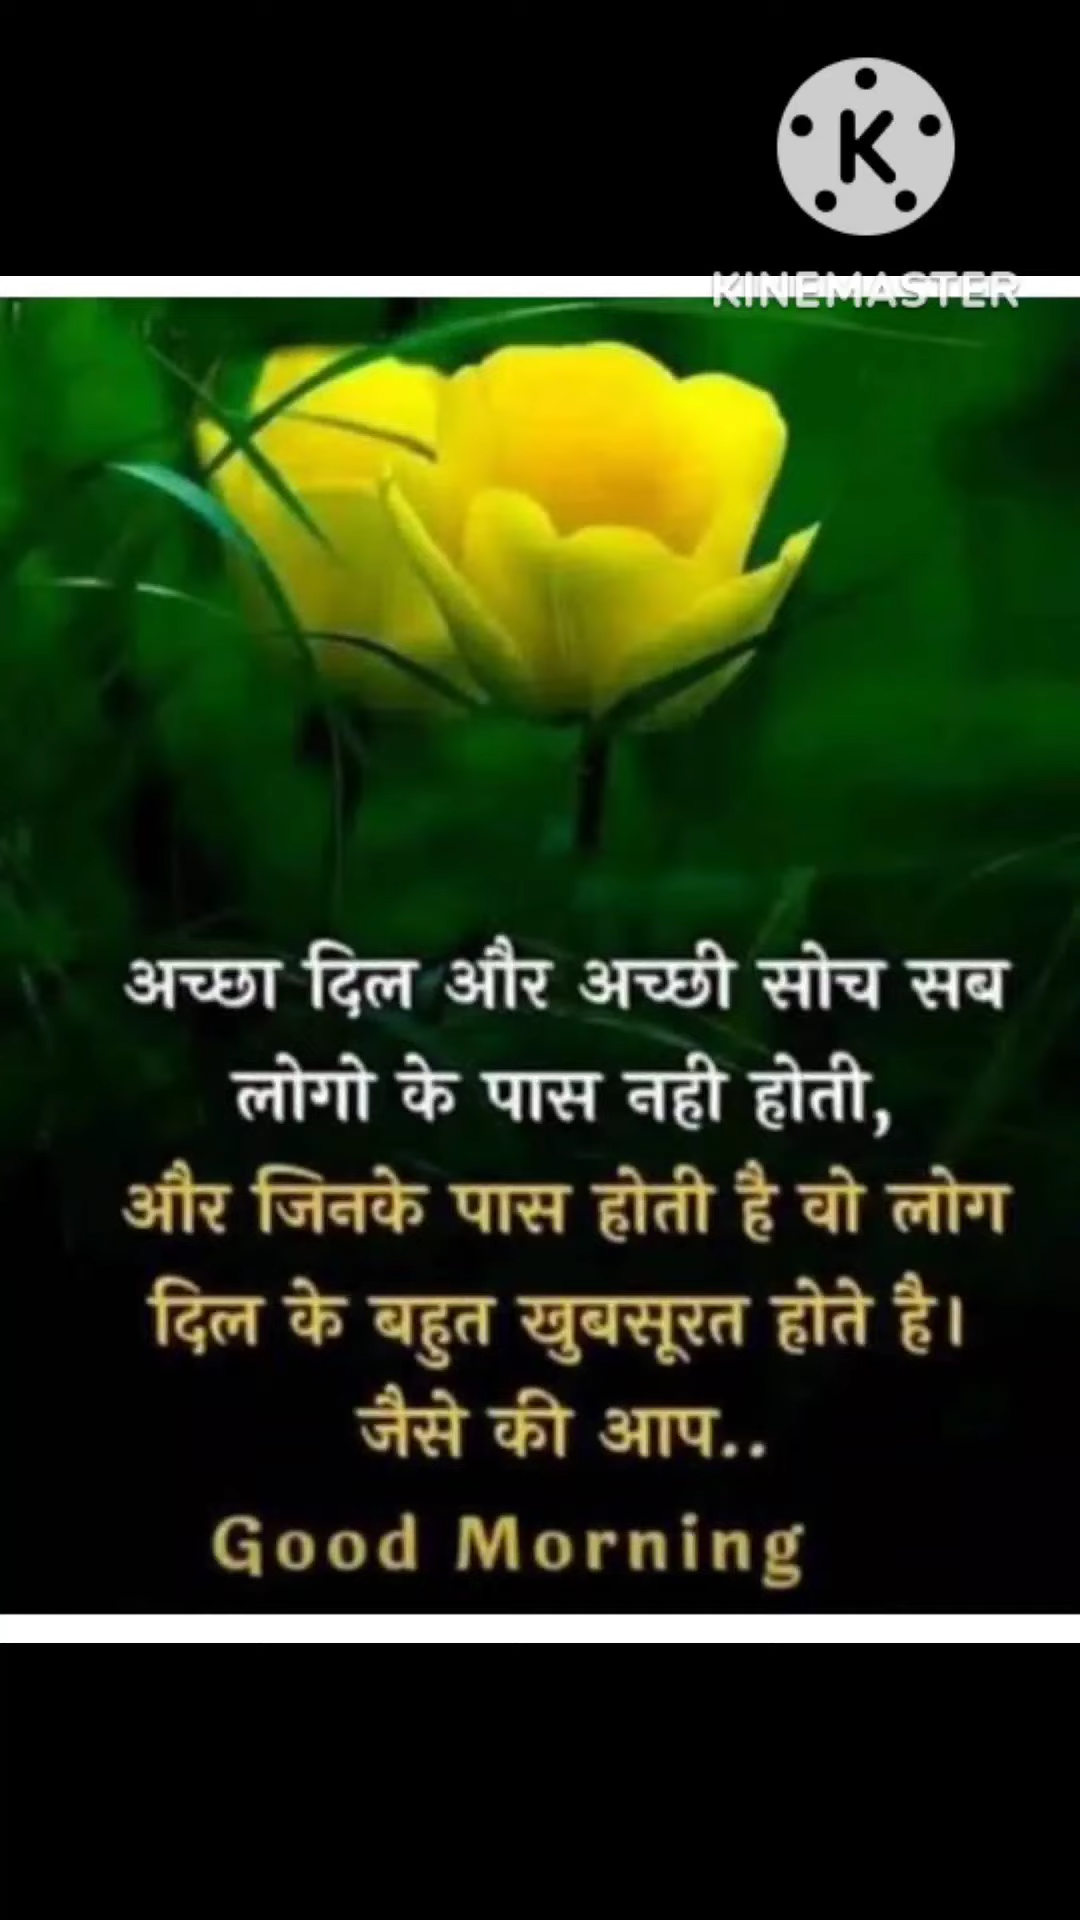 K
KINEMASTER
अच्छा दिल और अच्छी सोच सब
लोगो के पास नही होती,
और जिनके पास होती है वो लोग
दिल के बहुत खुबसूरत होते है।
जैसे की आप..
Good Morning